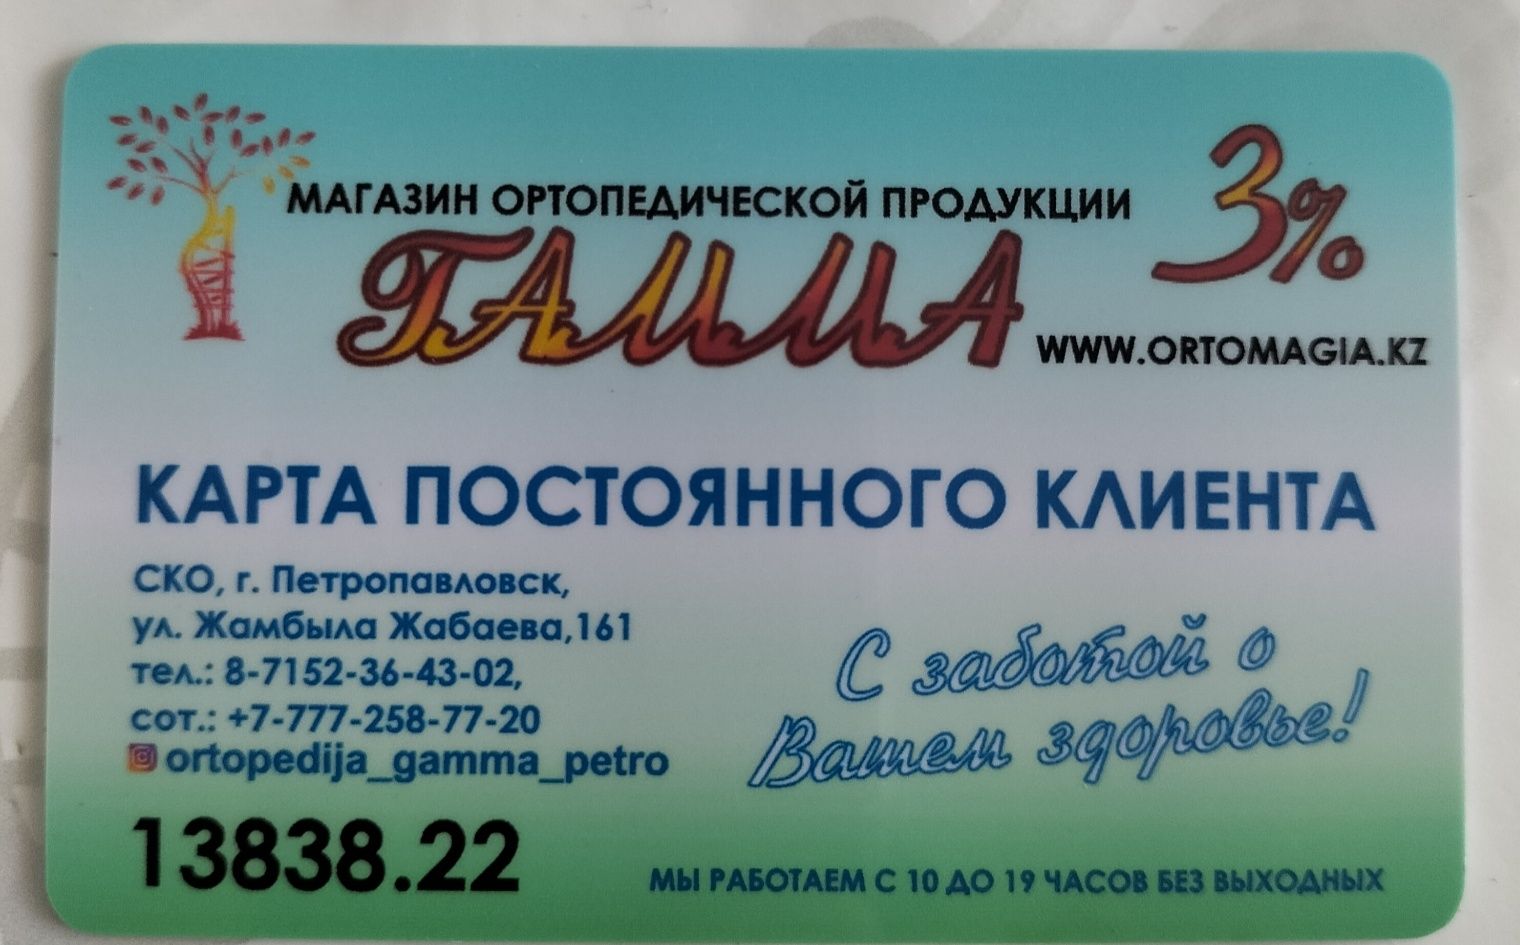 МАГАЗИН ОРТОПЕДИЧЕСКОЙ ПРОДУКЦИИ
3%
ГАММА
WWW.ORTOMAGIA.KZ
КАРТА ПОСТОЯННОГО КЛИЕНТА
СКО, г. Петропавловск,
ул. Жамбыла Жабаева,161
тел.: 8-7152-36-43-02,
сот.: +7-777-258-77-20
ortopedija_gamma_petro
С заботой о
Вашем здоровье!
13838.22
МЫ РАБОТАЕМ С 10 ДО 19 ЧАСОВ БЕЗ ВЫХОДНЫХ